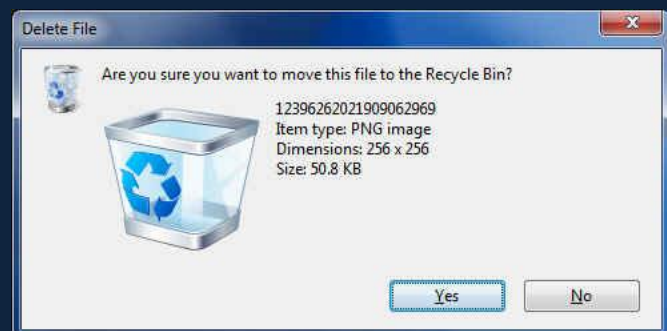 Delete File
Are you sure you want to move this file to the Recycle Bin?
12396262021909062969
Item type: PNG image
Dimensions: 256 x 256
Size: 50.8 KB
Yes
No